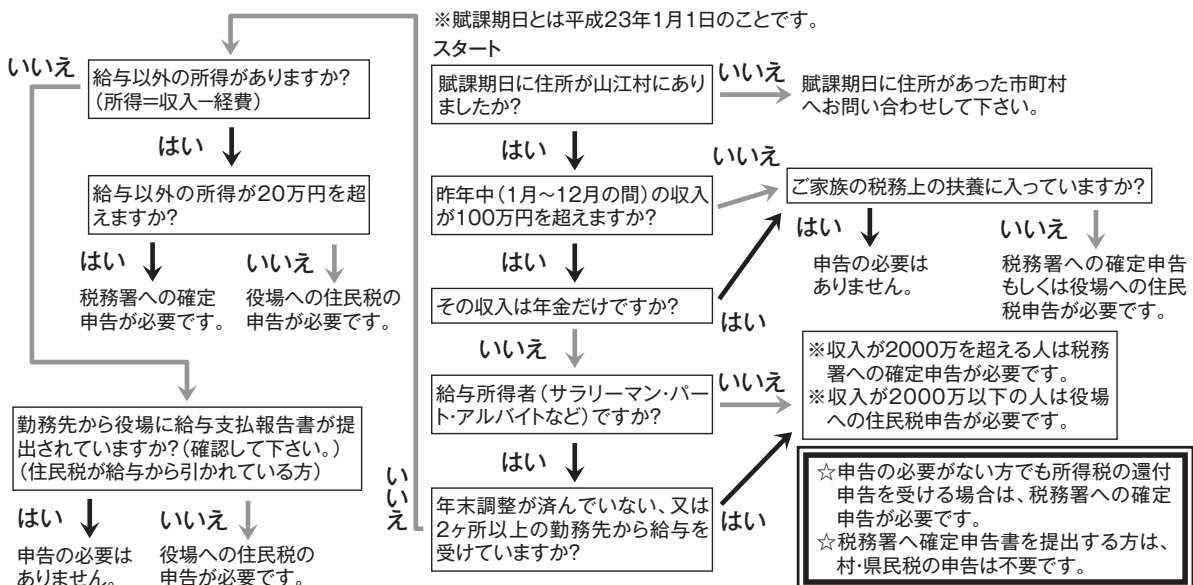 ※賦課期日とは平成23年1月1日のことです。
スタート
賦課期日に住所が山江村にあり
ましたか?
いいえ
賦課期日に住所があった市町村
へお問い合わせして下さい。
はい
昨年中（1月～12月の間）の収入
が100万円を超えますか?
いいえ
ご家族の税務上の扶養に入っていますか?
はい
申告の必要は
ありません。
いいえ
税務署への確定申告
もしくは役場への住民
税申告が必要です。
はい
その収入は年金だけですか?
はい
いいえ
給与所得者（サラリーマン・パー
ト・アルバイトなど）ですか?
いいえ
※収入が2000万を超える人は税務
署への確定申告が必要です。
※収入が2000万以下の人は役場
への住民税申告が必要です。
はい
年末調整が済んでいない、又は
2ヶ所以上の勤務先から給与を
受けていますか?
はい
いいえ
給与以外の所得がありますか?
（所得＝収入－経費）
いいえ
はい
給与以外の所得が20万円を超
えますか?
はい
税務署への確定
申告が必要です。
いいえ
役場への住民税の
申告が必要です。
勤務先から役場に給与支払報告書が提
出されていますか?（確認して下さい。）
（住民税が給与から引かれている方）
はい
申告の必要は
ありません。
いいえ
役場への住民税の
申告が必要です。
☆申告の必要がない方でも所得税の還付
申告を受ける場合は、税務署への確定
申告が必要です。
☆税務署へ確定申告書を提出する方は、
村・県民税の申告は不要です。